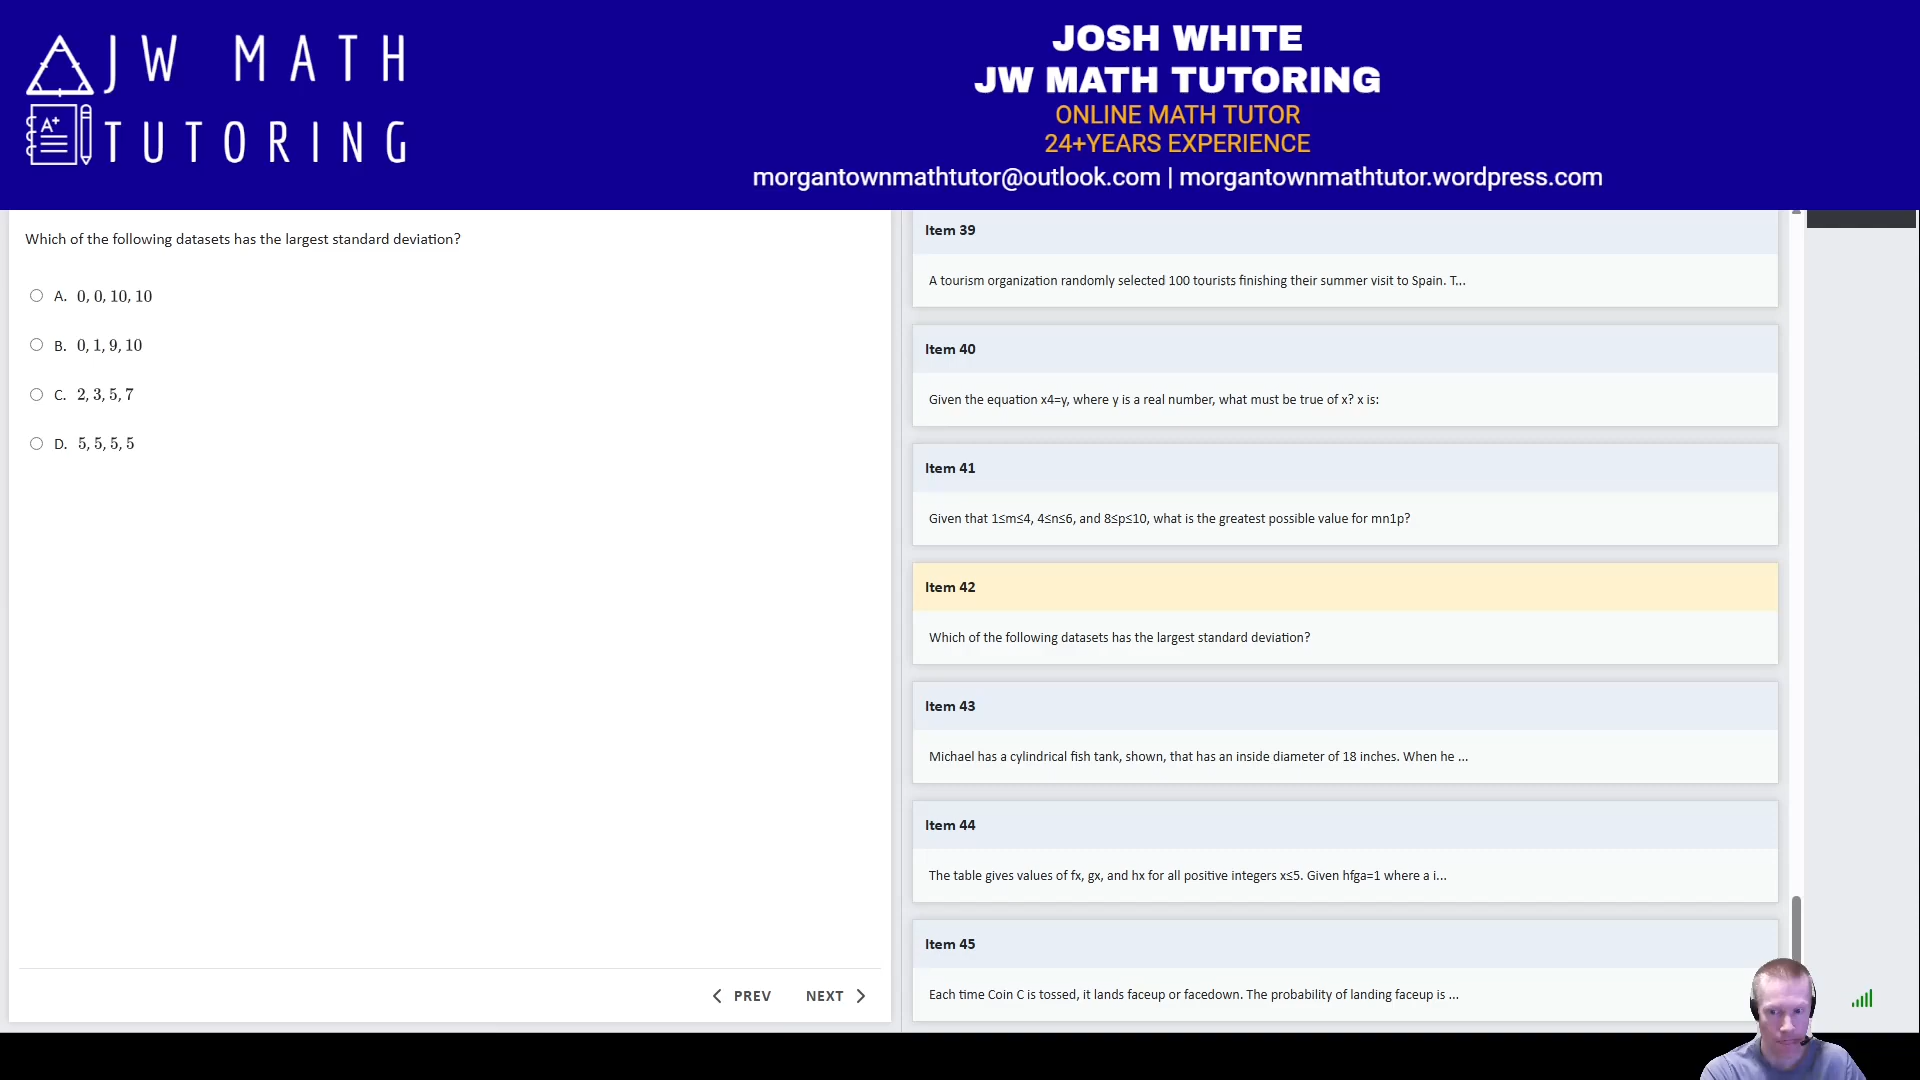 JW MATH
TUTORING
A+
JOSH WHITE
JW MATH TUTORING
ONLINE MATH TUTOR
24+YEARS EXPERIENCE
morgantownmathtutor@outlook.com | morgantownmathtutor.wordpress.com
Which of the following datasets has the largest standard deviation?
A. 0, 0, 10, 10
B. 0, 1, 9, 10
C. 2, 3, 5, 7
D. 5, 5, 5, 5
PREV NEXT
Item 39
A tourism organization randomly selected 100 tourists finishing their summer visit to Spain. T...
Item 40
Given the equation x4=y, where y is a real number, what must be true of x? x is:
Item 41
Given that 1≤m≤4, 4≤n≤6, and 8≤p≤10, what is the greatest possible value for mn1p?
Item 42
Which of the following datasets has the largest standard deviation?
Item 43
Michael has a cylindrical fish tank, shown, that has an inside diameter of 18 inches. When he ...
Item 44
The table gives values of fx, gx, and hx for all positive integers x≤5. Given hfga=1 where a i...
Item 45
Each time Coin C is tossed, it lands faceup or facedown. The probability of landing faceup is ...